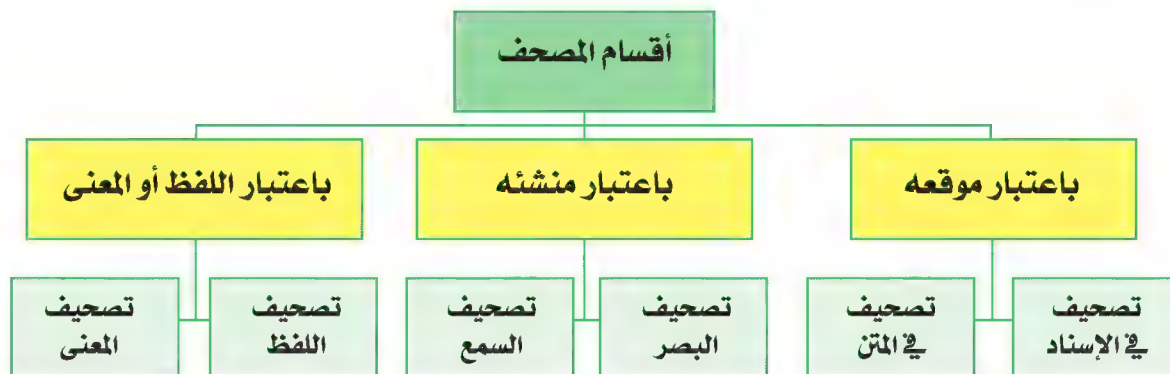 أقسام المصحف
باعتبار موقعه
باعتبار منشئه
باعتبار اللفظ أو المعنى
تصحيف
في الإسناد
تصحيف
في المتن
تصحيف
البصر
تصحيف
السمع
تصحيف
اللفظ
تصحيف
المعنى